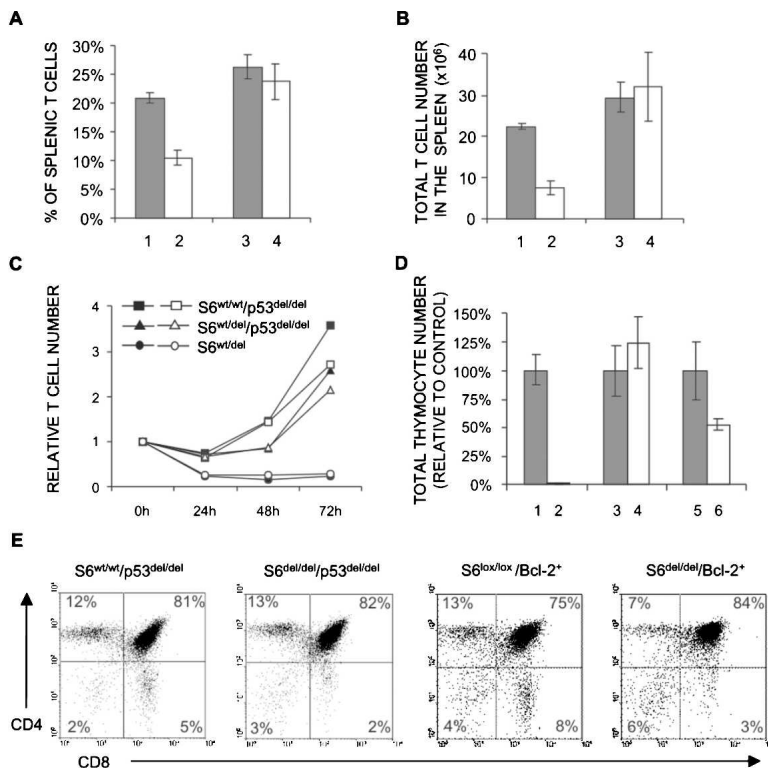 A
% OF SPLENIC T CELLS
30%
25%
20%
15%
10%
5%
0%
1 2 3 4
B
TOTAL T CELL NUMBER
IN THE SPLEEN (x10⁶)
40
30
20
10
0
1 2 3 4
C
RELATIVE T CELL NUMBER
4
3
2
1
0
S6wt/wt/p53del/del
S6wt/del/p53del/del
S6wt/del
0h 24h 48h 72h
D
TOTAL THYMOCYTE NUMBER
(RELATIVE TO CONTROL)
150%
125%
100%
75%
50%
25%
0%
1 2 3 4 5 6
E
S6wt/wt/p53del/del
12% 81%
2% 5%
S6del/del/p53del/del
13% 82%
3% 2%
S6lox/lox/Bcl-2⁺
13% 75%
4% 8%
S6del/del/Bcl-2⁺
7% 84%
6% 3%
CD4
CD8